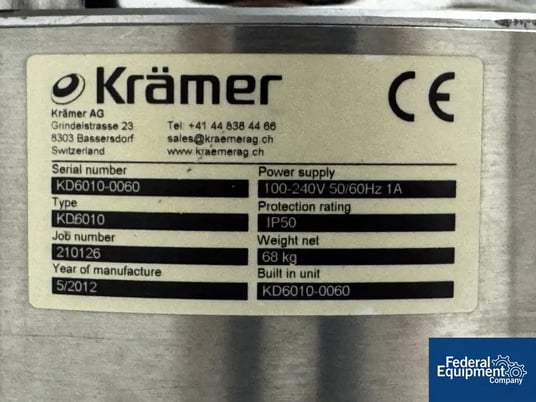 Krämer
CE
Krämer AG
Grindelstrasse 23
8303 Bassersdorf
Switzerland
Tel: +41 44 838 44 66
sales@kraemerag.ch
www.kraemerag.ch
Serial number
KD6010-0060
Type
KD6010
Job number
210126
Year of manufacture
5/2012
Power supply
100-240V 50/60Hz 1A
Protection rating
IP50
Weight net
68 kg
Built in unit
KD6010-0060
Federal
Equipment
Company